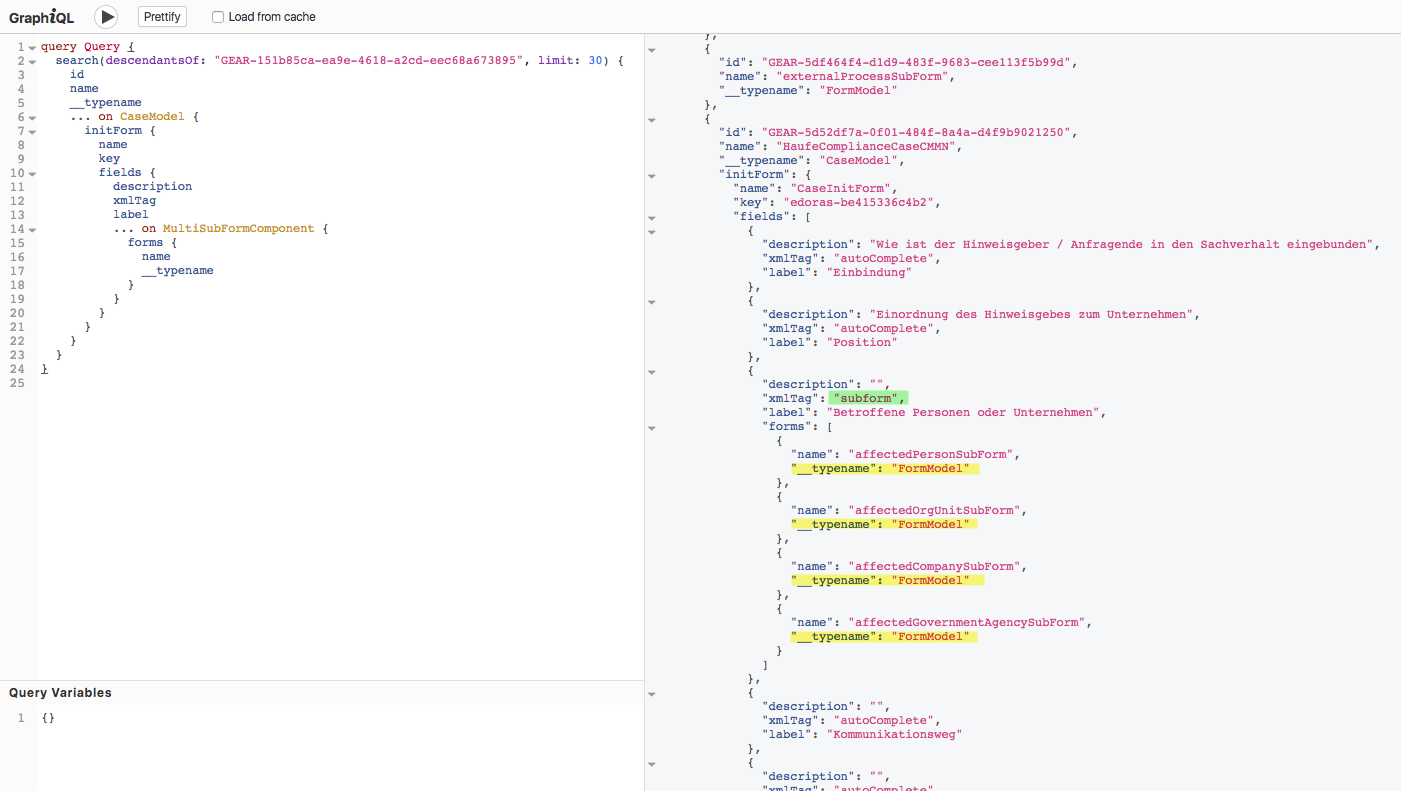 GraphiQL
Prettify
Load from cache
1 query Query {
2 search(descendantsOf: "GEAR-151b85ca-ea9e-4618-a2cd-eec68a673895", limit: 30) {
3 id
4 name
5 __typename
6 ... on CaseModel {
7 initForm {
8 name
9 key
10 fields {
11 description
12 xmlTag
13 label
14 ... on MultiSubFormComponent {
15 forms {
16 name
17 __typename
18 }
19 }
20 }
21 }
22 }
23 }
24 }
25
Query Variables
1 {}
},
{
"id": "GEAR-5df464f4-d1d9-483f-9683-cee113f5b99d",
"name": "externalProcessSubForm",
"__typename": "FormModel"
},
{
"id": "GEAR-5d52df7a-0f01-484f-8a4a-d4f9b9021250",
"name": "HaufeComplianceCaseCMMN",
"__typename": "CaseModel",
"initForm": {
"name": "CaseInitForm",
"key": "edoras-be415336c4b2",
"fields": [
{
"description": "Wie ist der Hinweisgeber / Anfragende in den Sachverhalt eingebunden",
"xmlTag": "autoComplete",
"label": "Einbindung"
},
{
"description": "Einordnung des Hinweisgebes zum Unternehmen",
"xmlTag": "autoComplete",
"label": "Position"
},
{
"description": "",
"xmlTag": "subform",
"label": "Betroffene Personen oder Unternehmen",
"forms": [
{
"name": "affectedPersonSubForm",
"__typename": "FormModel"
},
{
"name": "affectedOrgUnitSubForm",
"__typename": "FormModel"
},
{
"name": "affectedCompanySubForm",
"__typename": "FormModel"
},
{
"name": "affectedGovernmentAgencySubForm",
"__typename": "FormModel"
}
]
},
{
"description": "",
"xmlTag": "autoComplete",
"label": "Kommunikationsweg"
},
{
"description": "",
"xmlTag": "autoComplete"